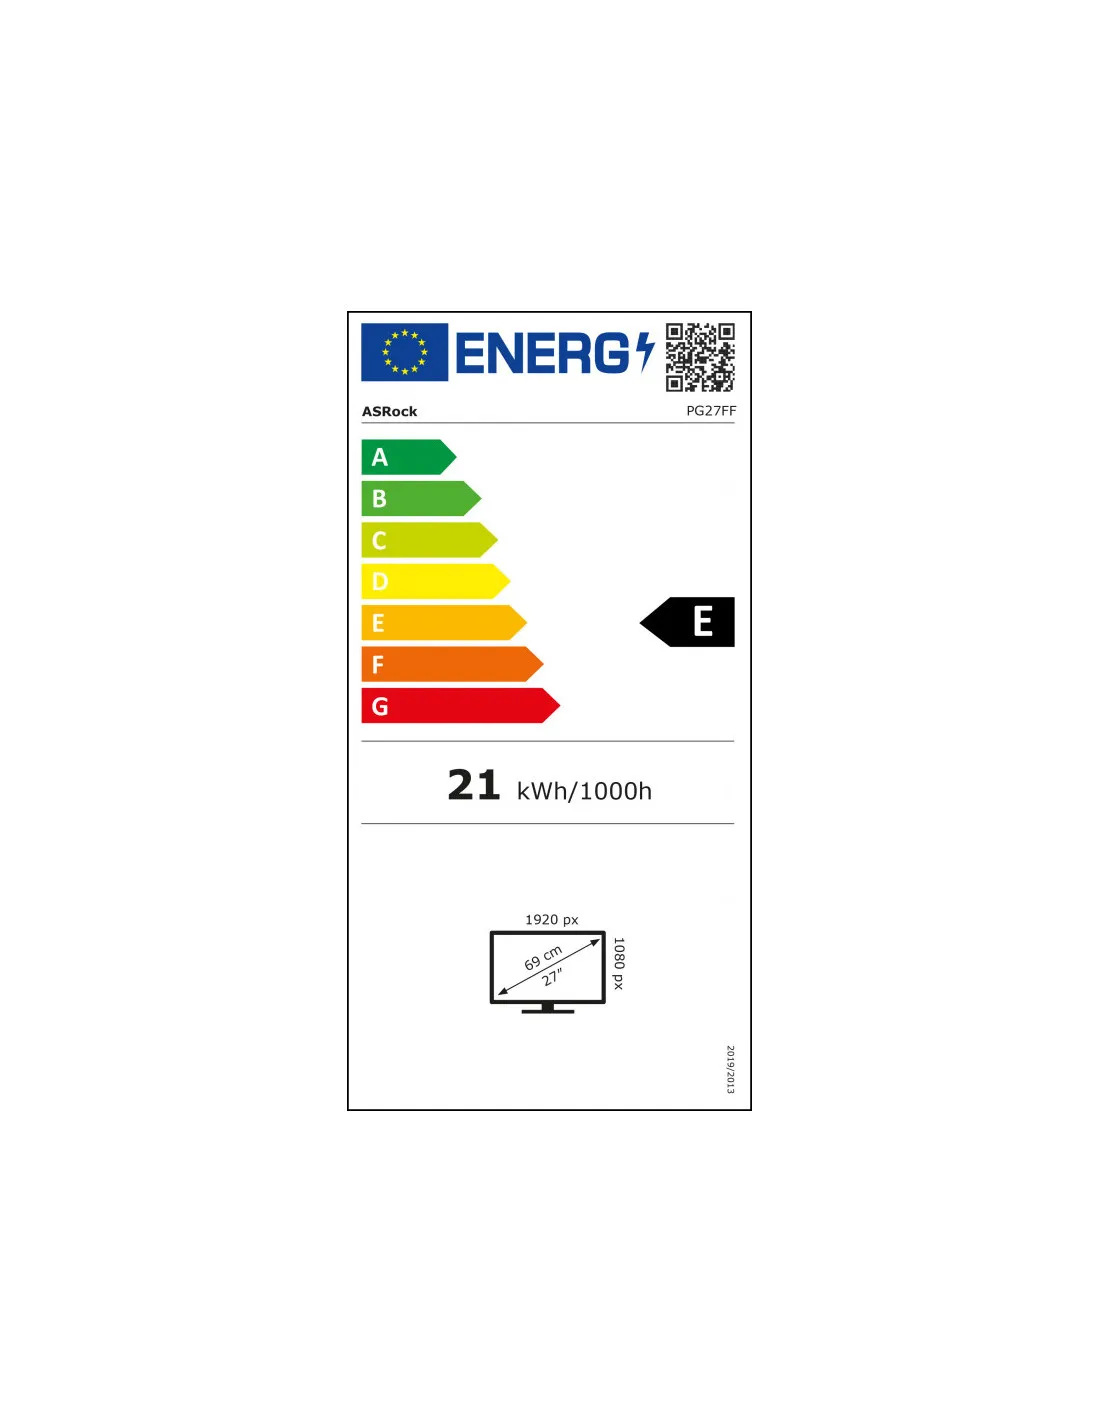 ENERG
ASRock PG27FF
A
B
C
D
E
E
F
G
21 kWh/1000h
1920 px
1080 px
69 cm
27"
2019/2013